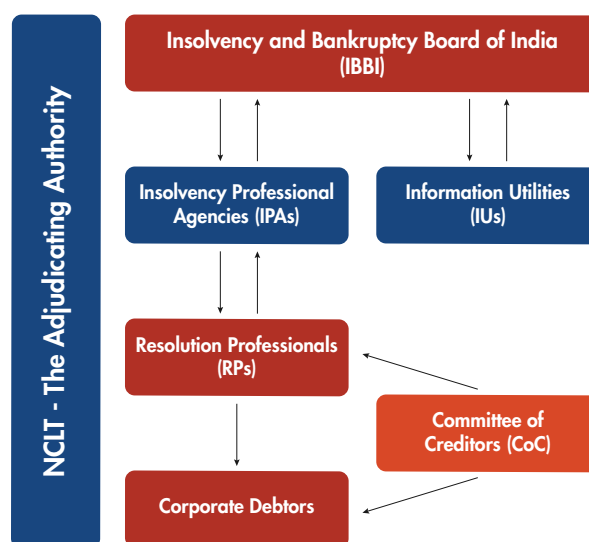 NCLT - The Adjudicating Authority
Insolvency and Bankruptcy Board of India
(IBBI)
Insolvency Professional
Agencies (IPAs)
Information Utilities
(IUs)
Resolution Professionals
(RPs)
Committee of
Creditors (CoC)
Corporate Debtors